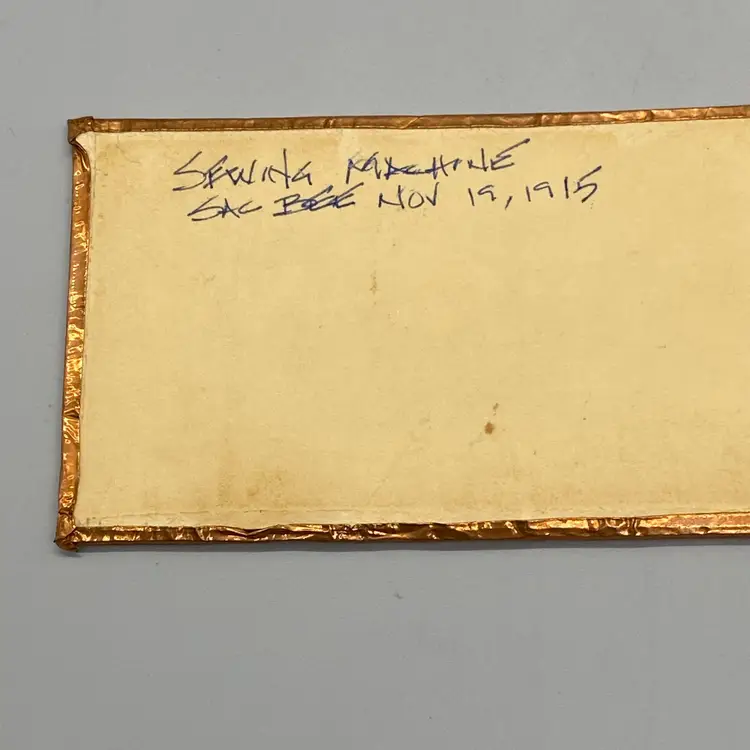 SEWING MACHINE
SAC BEE NOV 19, 1915